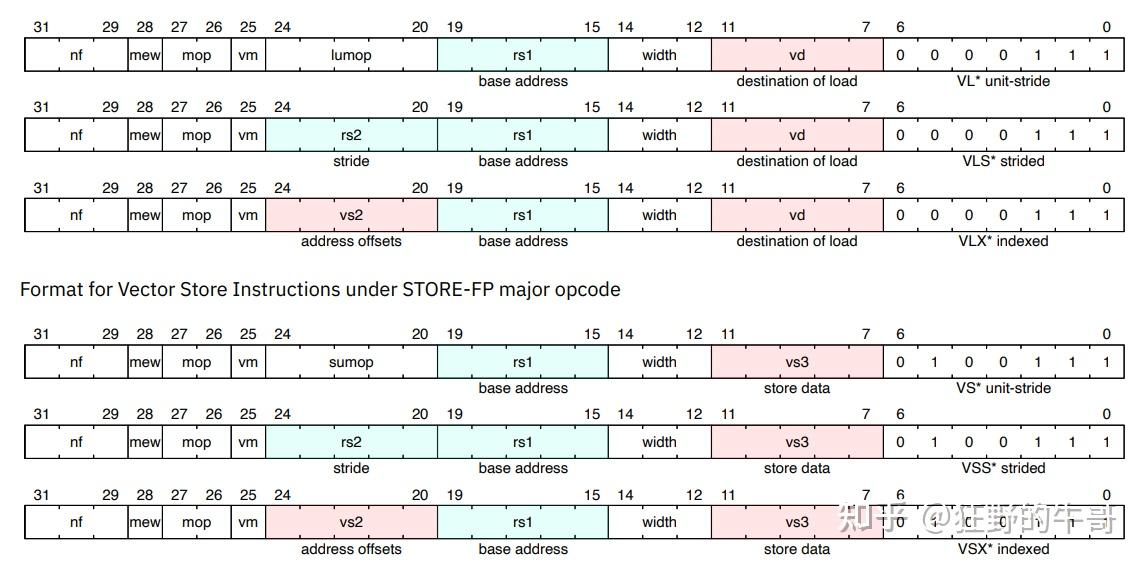 31 29 28 27 26 25 24 20 19 15 14 12 11 7 6 0
nf mew mop vm lumop rs1 width vd 0 0 0 0 1 1 1
base address destination of load VL* unit-stride
31 29 28 27 26 25 24 20 19 15 14 12 11 7 6 0
nf mew mop vm rs2 rs1 width vd 0 0 0 0 1 1 1
stride base address destination of load VLS* strided
31 29 28 27 26 25 24 20 19 15 14 12 11 7 6 0
nf mew mop vm vs2 rs1 width vd 0 0 0 0 1 1 1
address offsets base address destination of load VLX* indexed
Format for Vector Store Instructions under STORE-FP major opcode
31 29 28 27 26 25 24 20 19 15 14 12 11 7 6 0
nf mew mop vm sumop rs1 width vs3 0 1 0 0 1 1 1
base address store data VS* unit-stride
31 29 28 27 26 25 24 20 19 15 14 12 11 7 6 0
nf mew mop vm rs2 rs1 width vs3 0 1 0 0 1 1 1
stride base address store data VSS* strided
31 29 28 27 26 25 24 20 19 15 14 12 11 7 6 0
nf mew mop vm vs2 rs1 width vs3 0 1 0 0 1 1 1
知乎 @狂野的牛哥
address offsets base address store data VSX* indexed